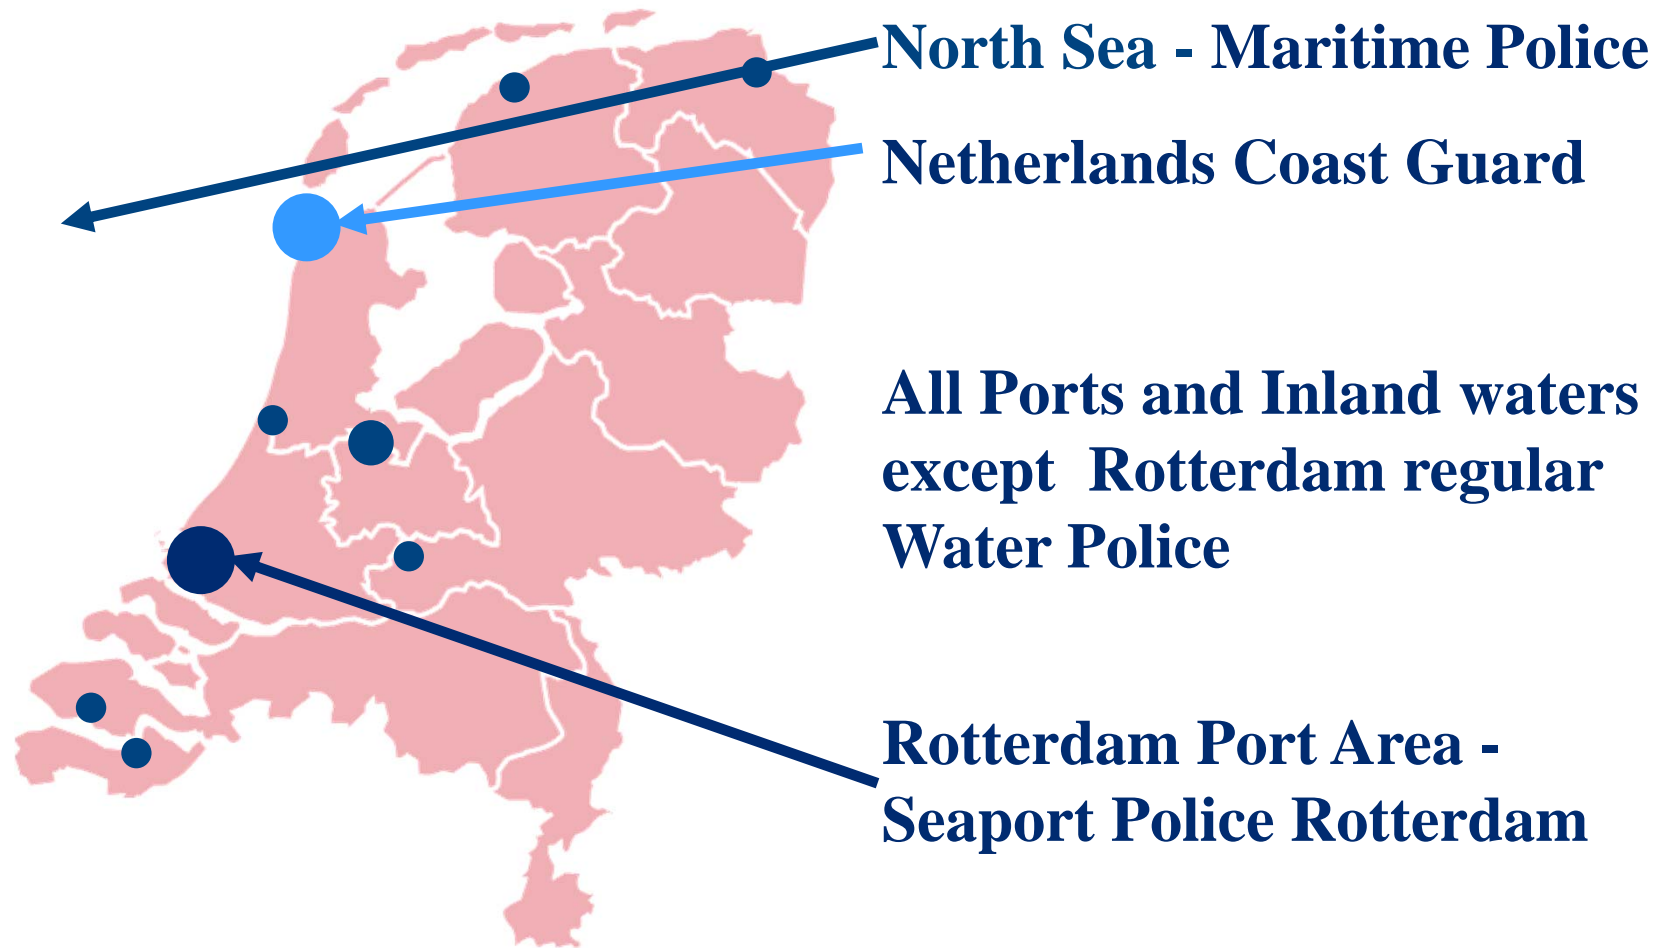 North Sea - Maritime Police
Netherlands Coast Guard
All Ports and Inland waters
except Rotterdam regular
Water Police
Rotterdam Port Area -
Seaport Police Rotterdam